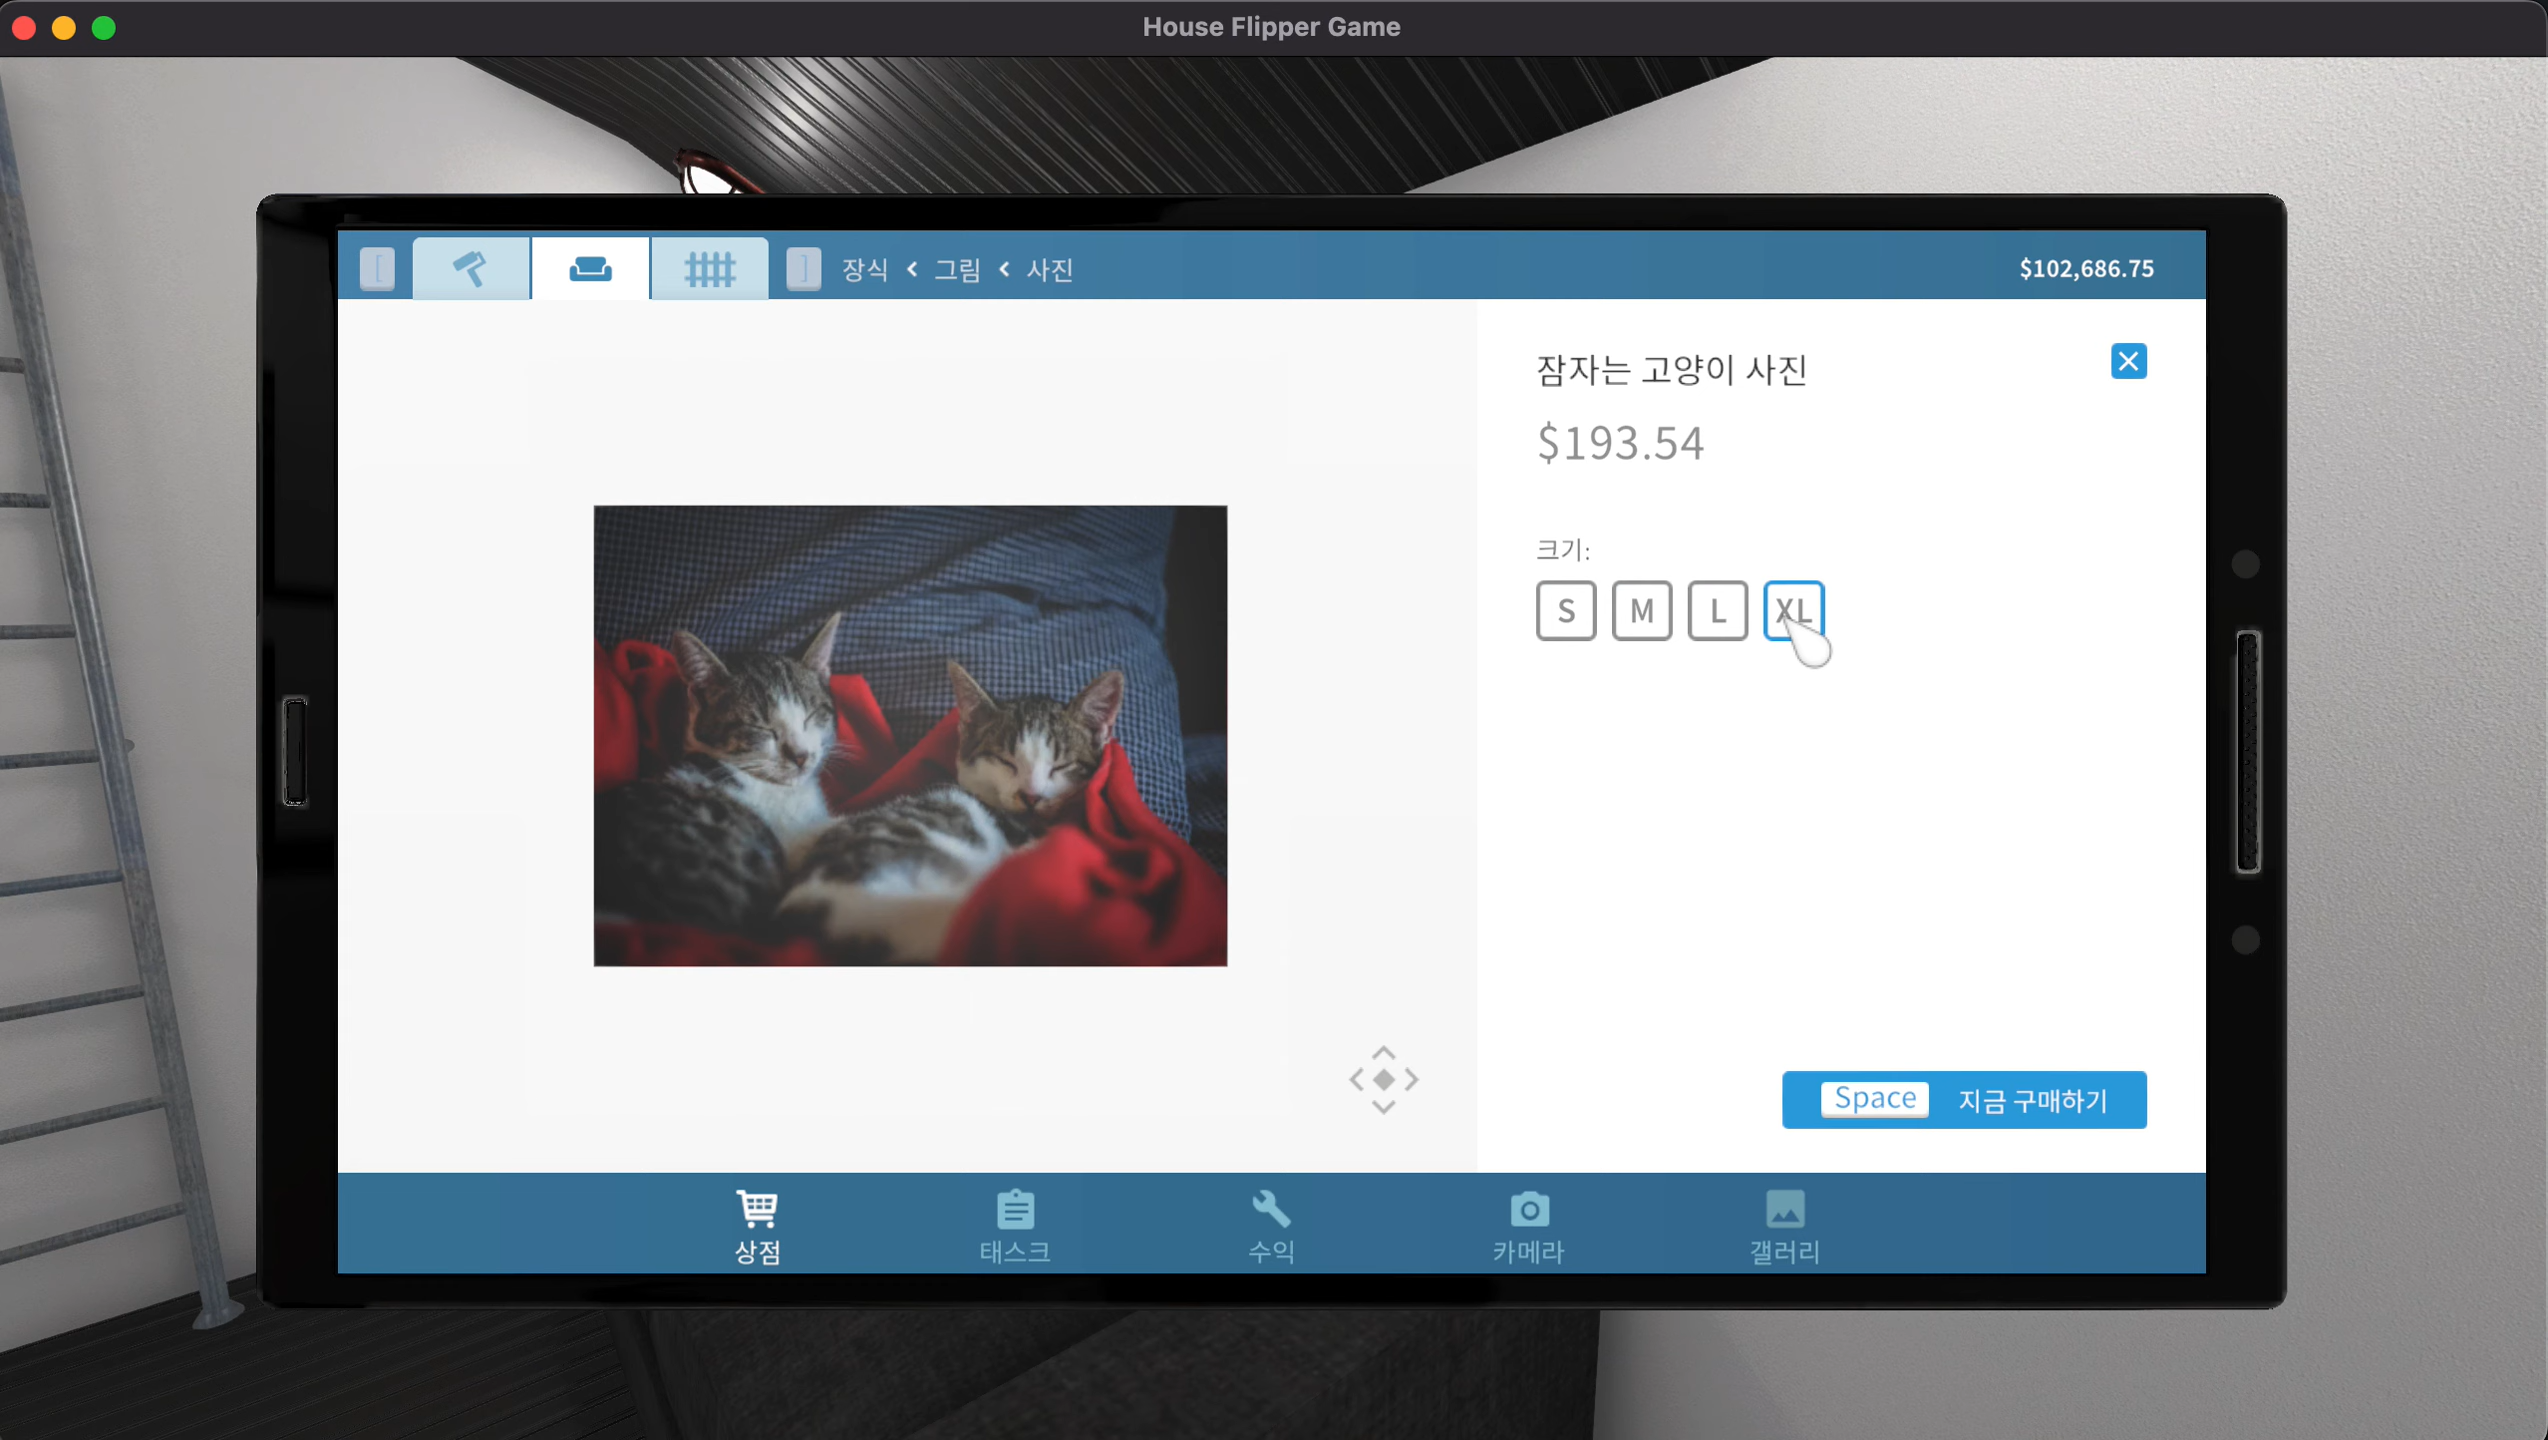 House Flipper Game
[ ] 장식 < 그림 < 사진 $102,686.75
잠자는 고양이 사진
$193.54
크기:
S M L XL
Space 지금 구매하기
상점 태스크 수익 카메라 갤러리